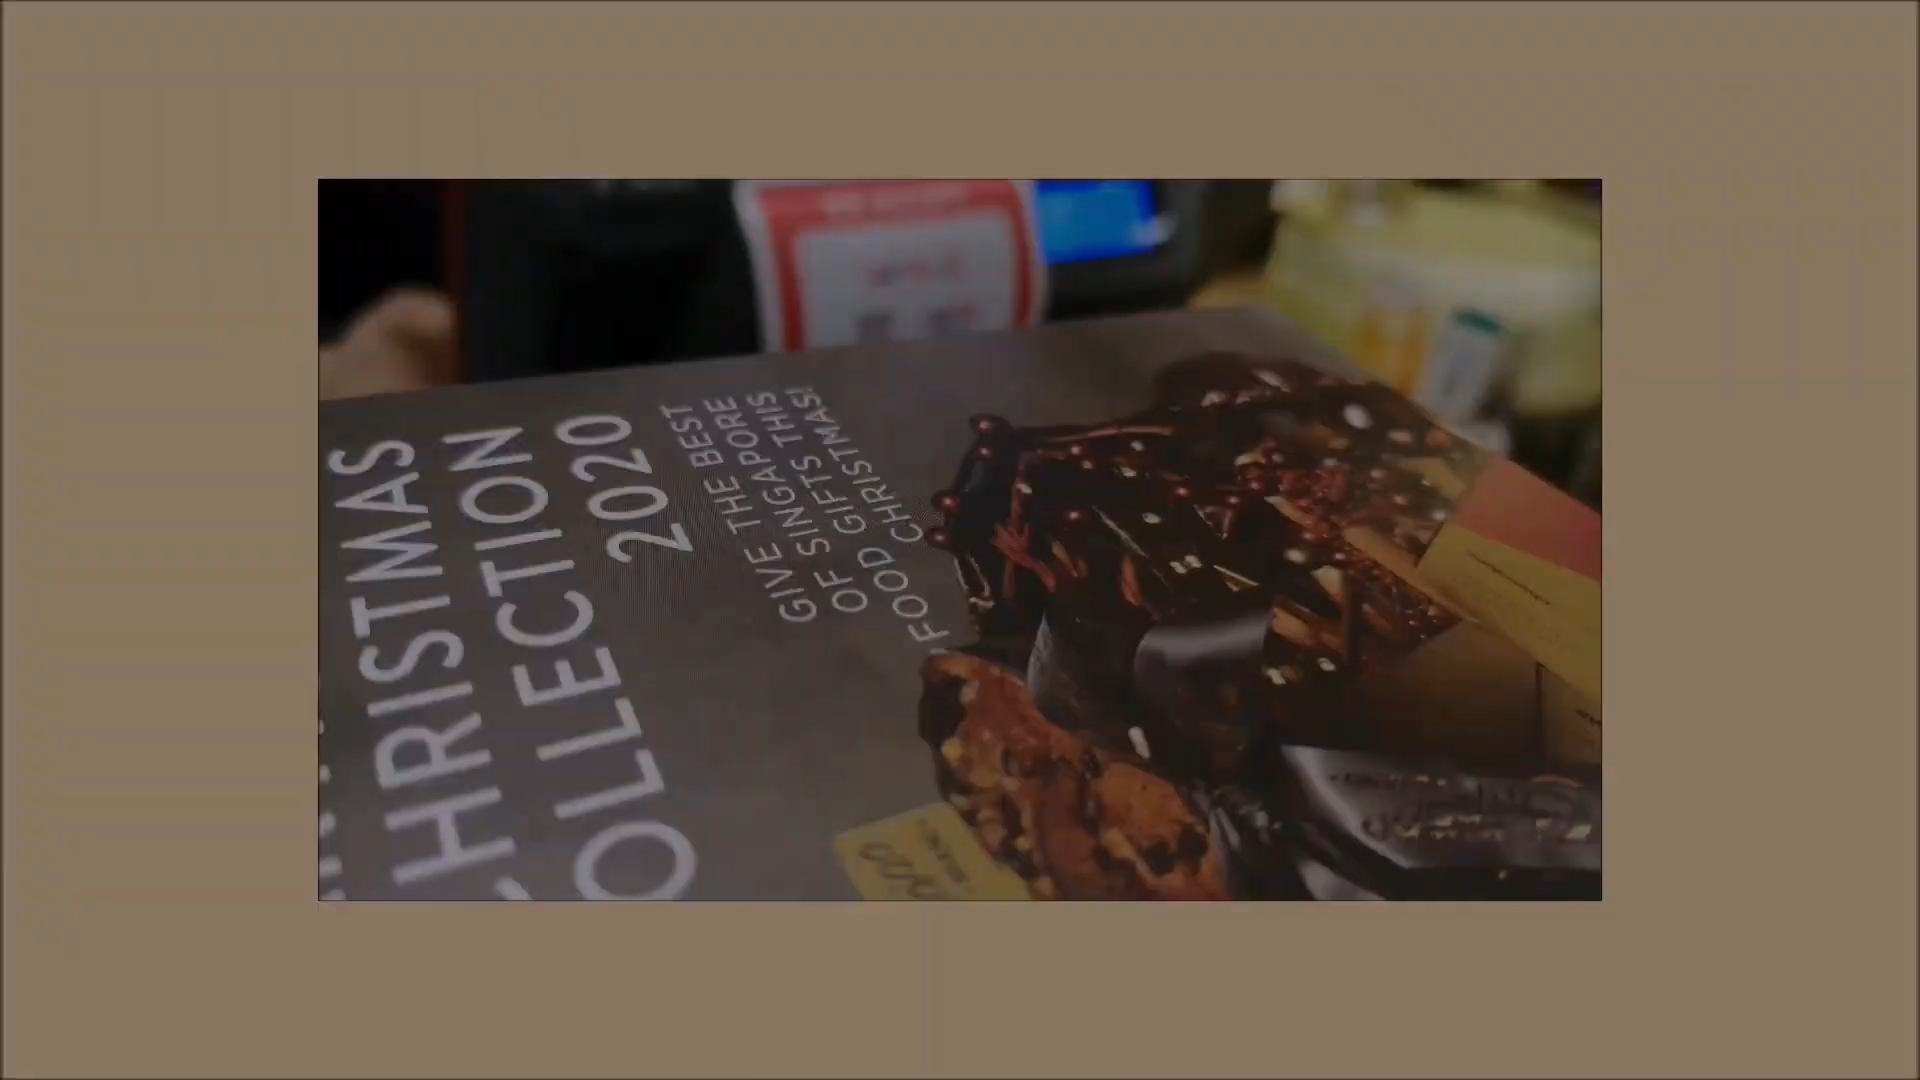 CHRISTMAS
COLLECTION
2020
GIVE THE BEST
OF SINGAPORE
FOOD GIFTS THIS
CHRISTMAS!